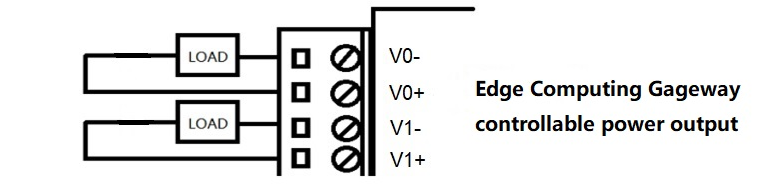 LOAD
V0-
V0+
LOAD
V1-
V1+
Edge Computing Gageway
controllable power output